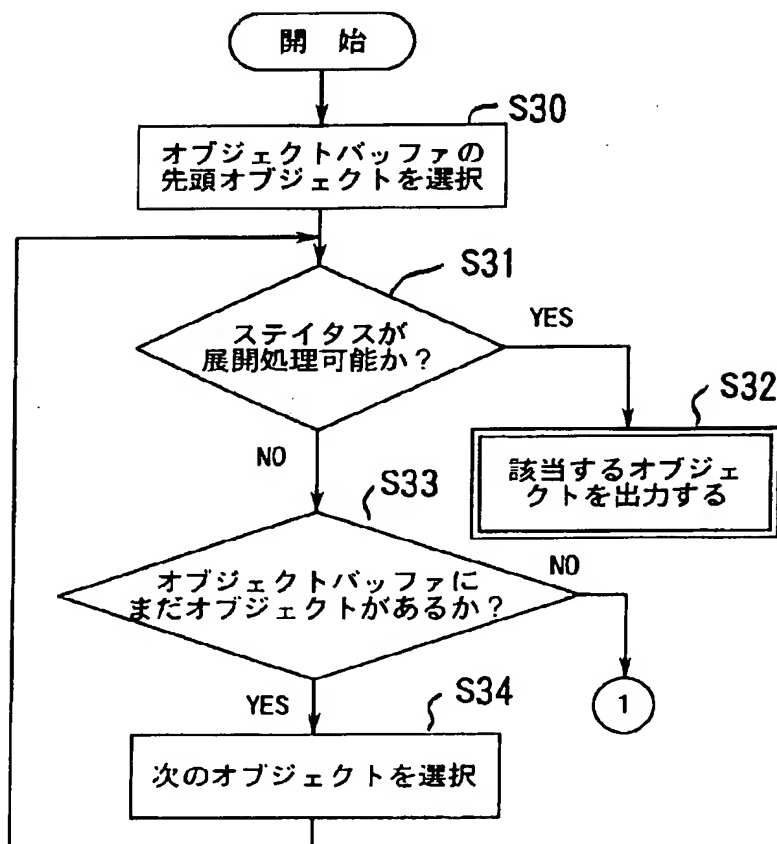 開 始
S30
オブジェクトバッファの
先頭オブジェクトを選択
S31
ステイタスが
展開処理可能か？
YES
S32
該当するオブジェ
クトを出力する
NO
S33
オブジェクトバッファに
まだオブジェクトがあるか？
NO
1
YES
S34
次のオブジェクトを選択